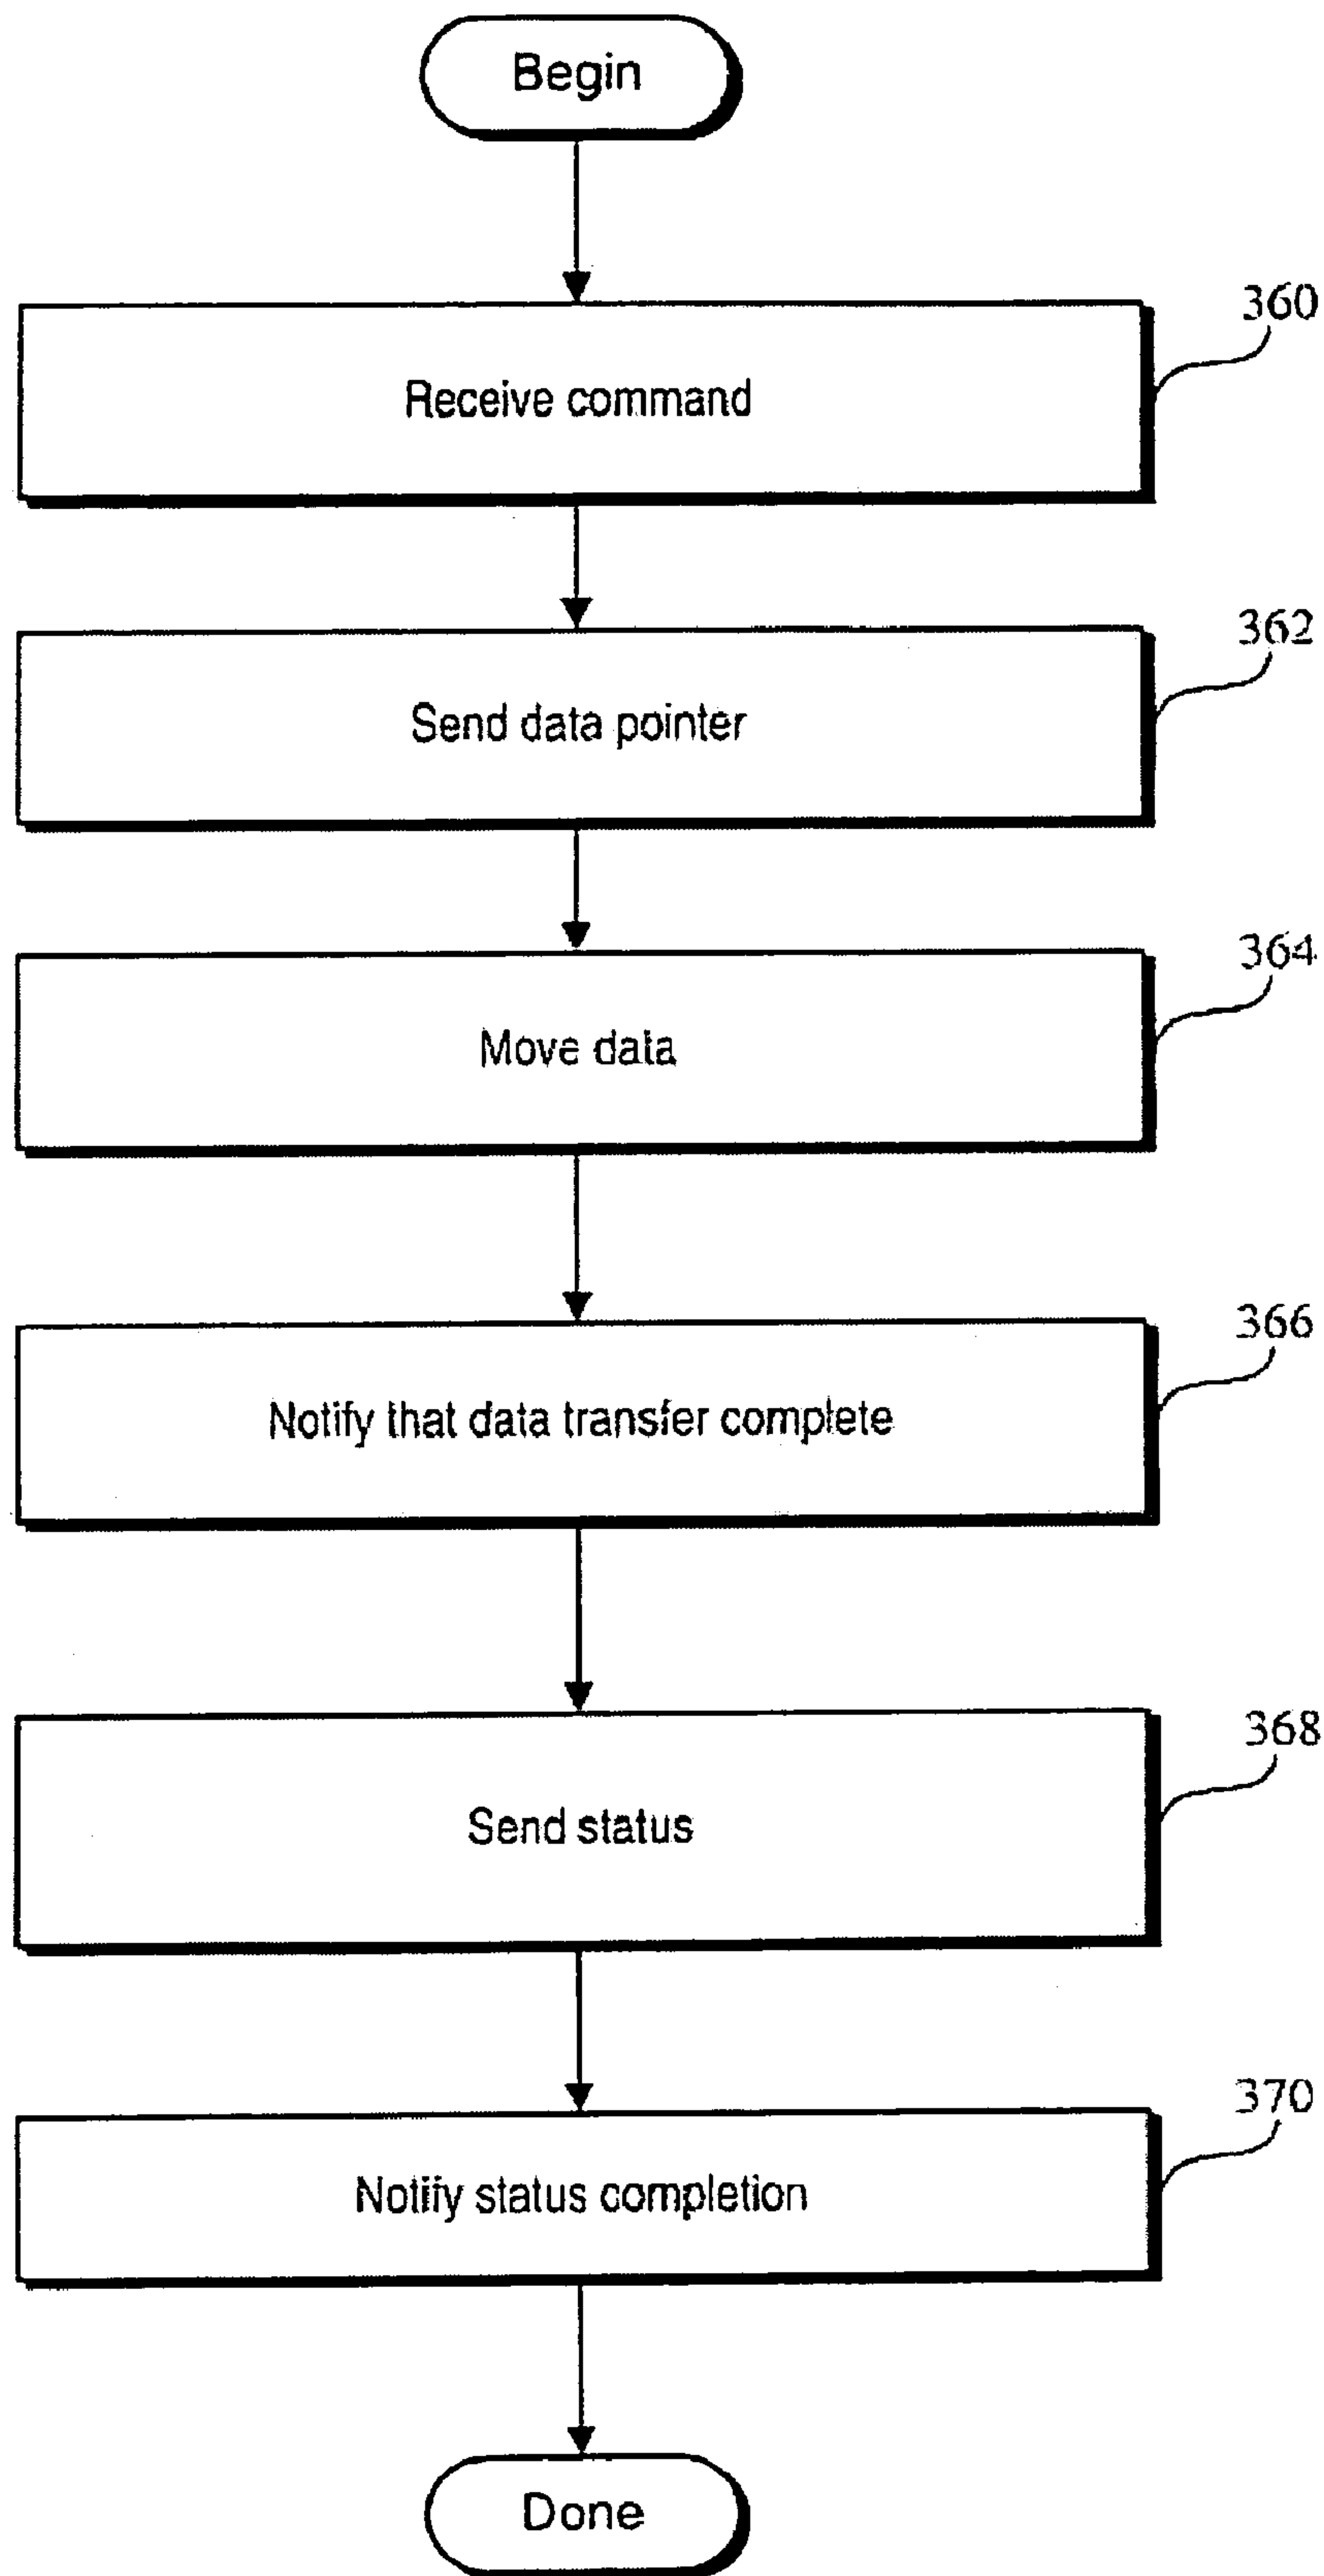 Begin
360
Receive command
362
Send data pointer
364
Move data
366
Notify that data transfer complete
368
Send status
370
Notify status completion
Done